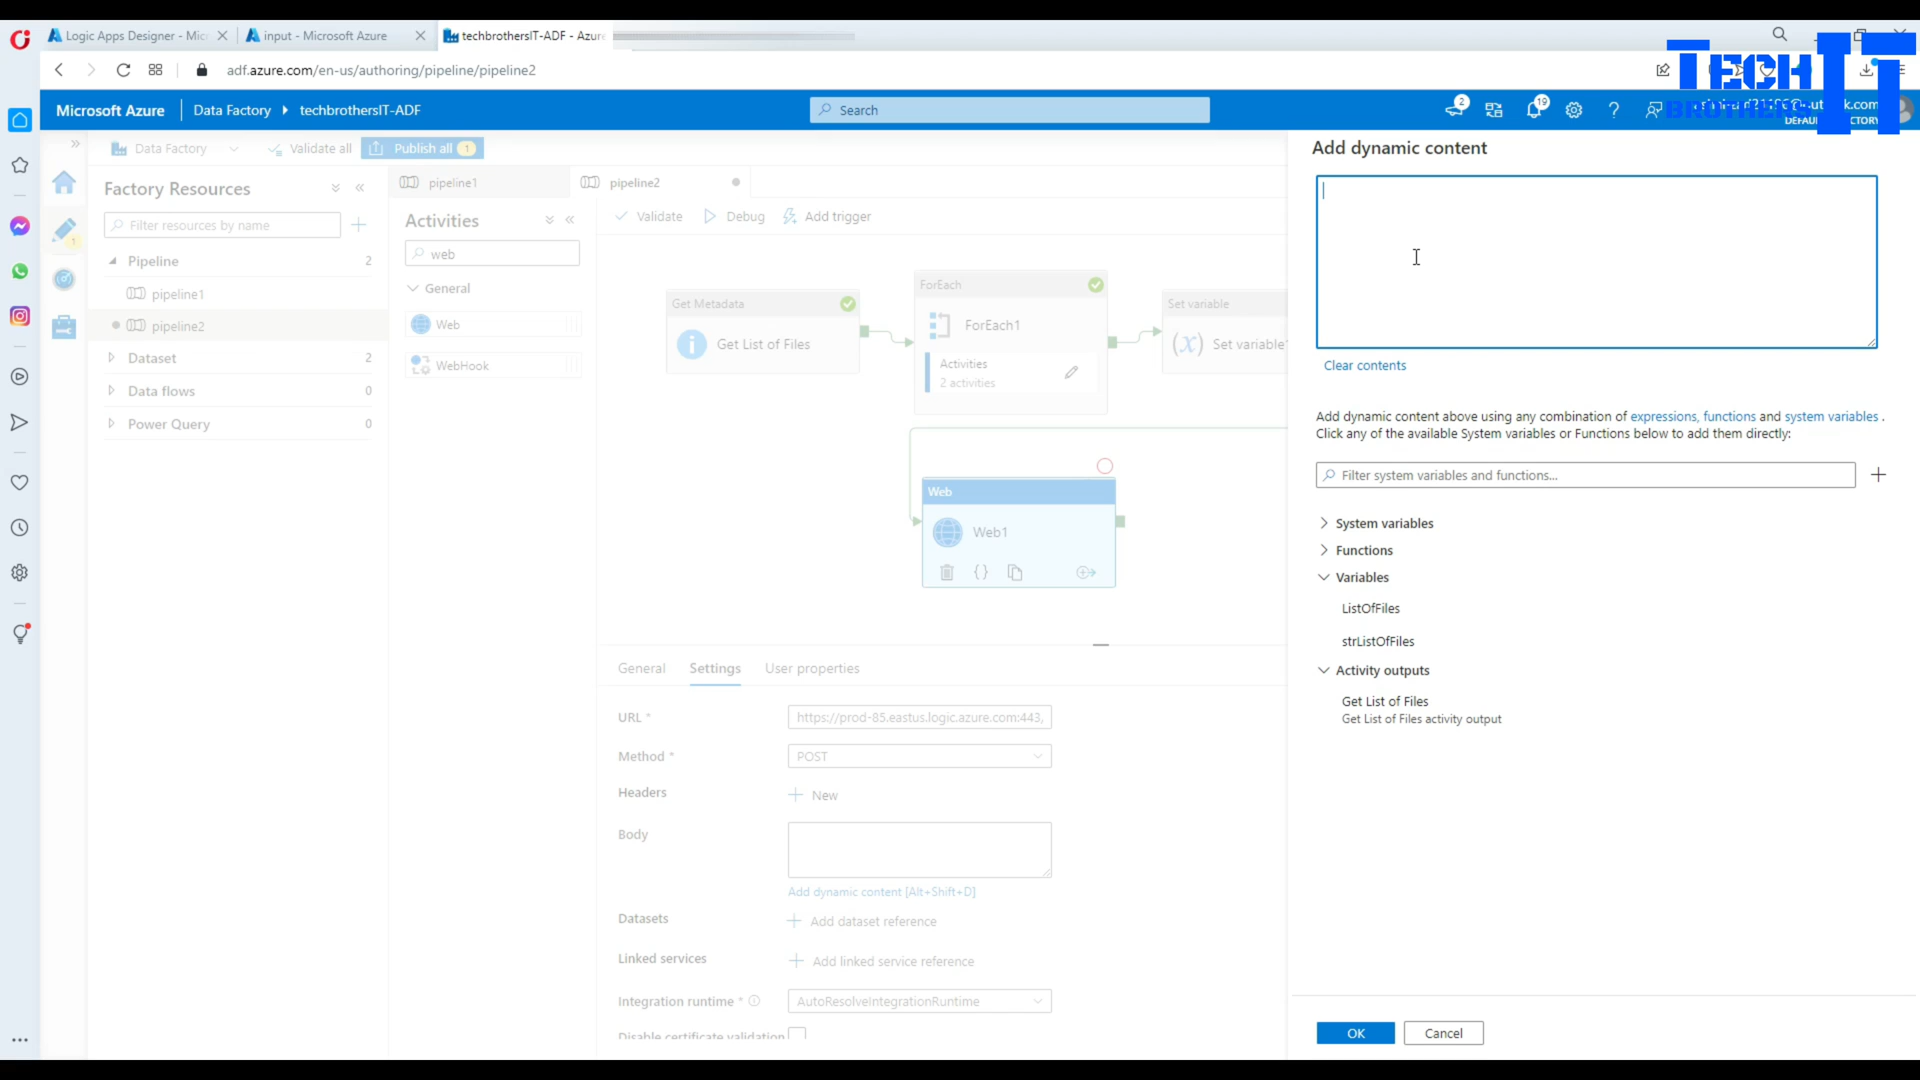 Logic Apps Designer - Mic
input - Microsoft Azure
techbrothersIT-ADF - Azure
adf.azure.com/en-us/authoring/pipeline/pipeline2
TECH IT
BROTHERS
Microsoft Azure
Data Factory
techbrothersIT-ADF
Search
2
19
Data Factory
Validate all
Publish all
1
Factory Resources
Filter resources by name
Pipeline
2
pipeline1
pipeline2
Dataset
2
Data flows
0
Power Query
0
pipeline1
pipeline2
Activities
web
General
Web
WebHook
Validate
Debug
Add trigger
Get Metadata
Get List of Files
ForEach
ForEach1
Activities
2 activities
Set variable
Set variable
Web
Web1
General
Settings
User properties
URL *
https://prod-85.eastus.logic.azure.com:443,
Method *
POST
Headers
New
Body
Add dynamic content [Alt+Shift+D]
Datasets
Add dataset reference
Linked services
Add linked service reference
Integration runtime *
AutoResolveIntegrationRuntime
Disable certificate validation
Add dynamic content
Clear contents
Add dynamic content above using any combination of expressions, functions and system variables .
Click any of the available System variables or Functions below to add them directly:
Filter system variables and functions...
System variables
Functions
Variables
ListOfFiles
strListOfFiles
Activity outputs
Get List of Files
Get List of Files activity output
OK
Cancel